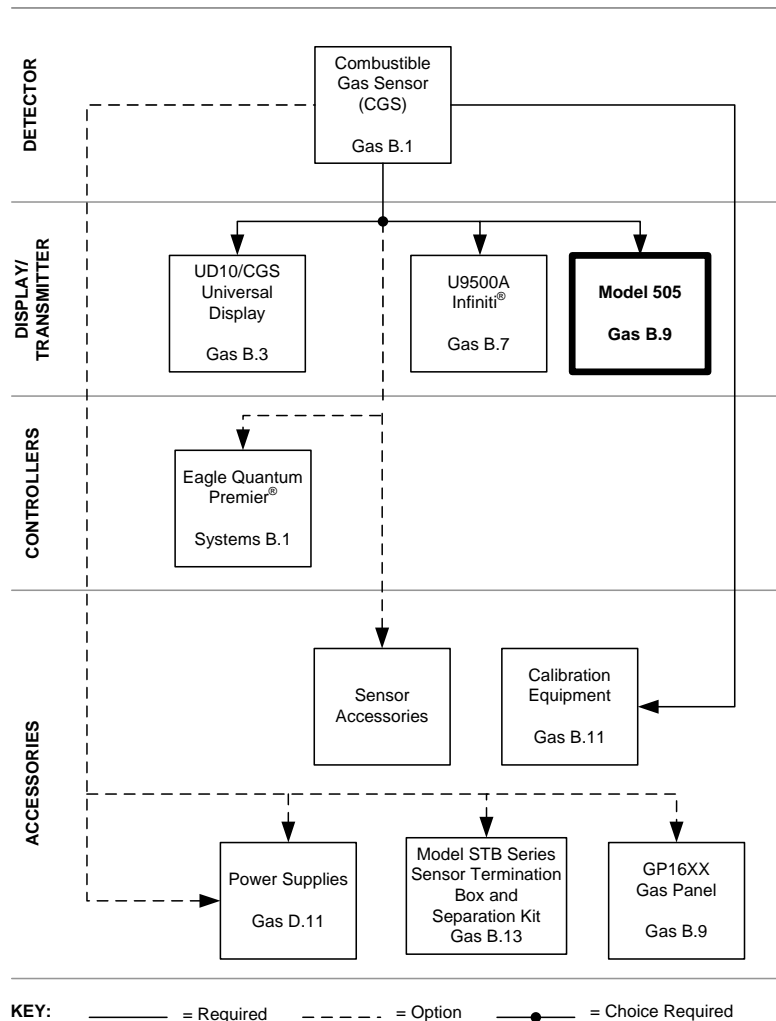 DETECTOR
Combustible
Gas Sensor
(CGS)
Gas B.1
DISPLAY/
TRANSMITTER
UD10/CGS
Universal
Display
Gas B.3
U9500A
Infiniti®
Gas B.7
Model 505
Gas B.9
CONTROLLERS
Eagle Quantum
Premier®
Systems B.1
ACCESSORIES
Sensor
Accessories
Calibration
Equipment
Gas B.11
Power Supplies
Gas D.11
Model STB Series
Sensor Termination
Box and
Separation Kit
Gas B.13
GP16XX
Gas Panel
Gas B.9
KEY: = Required = Option = Choice Required